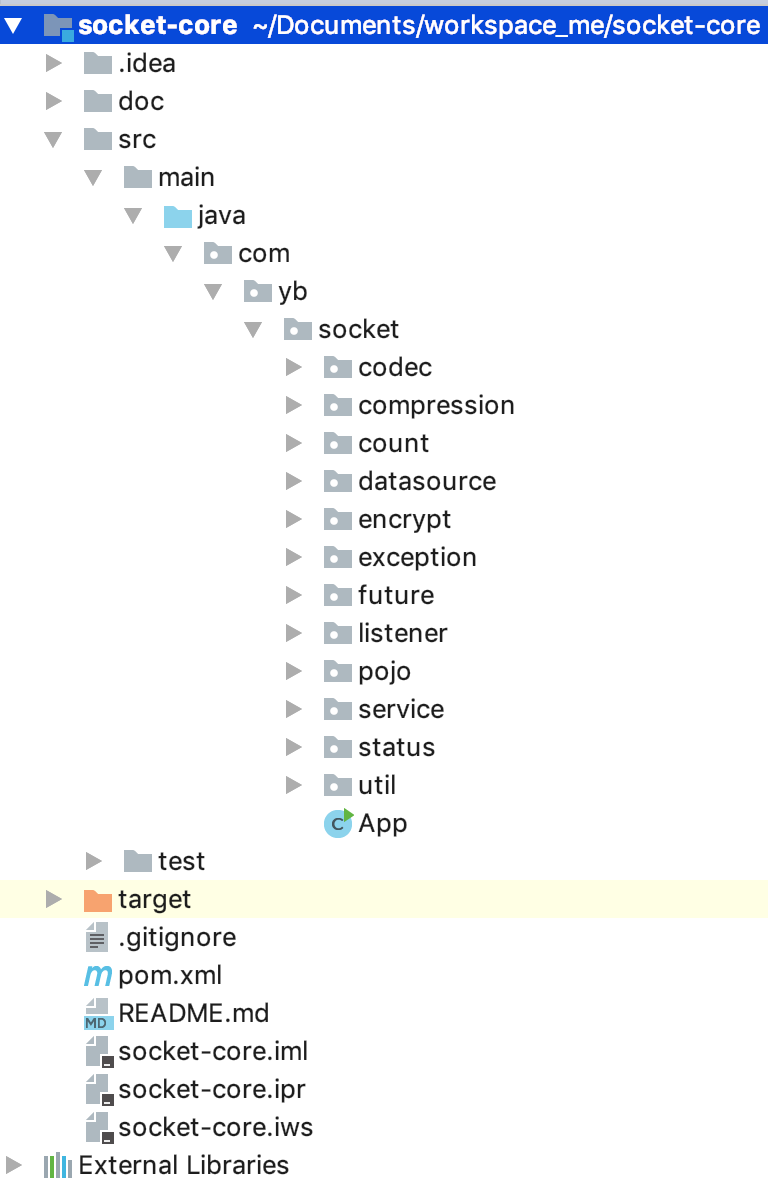 socket-core ~/Documents/workspace_me/socket-core
.idea
doc
src
main
java
com
yb
socket
codec
compression
count
datasource
encrypt
exception
future
listener
pojo
service
status
util
C App
test
target
.gitignore
m pom.xml
MD README.md
socket-core.iml
socket-core.ipr
socket-core.iws
External Libraries